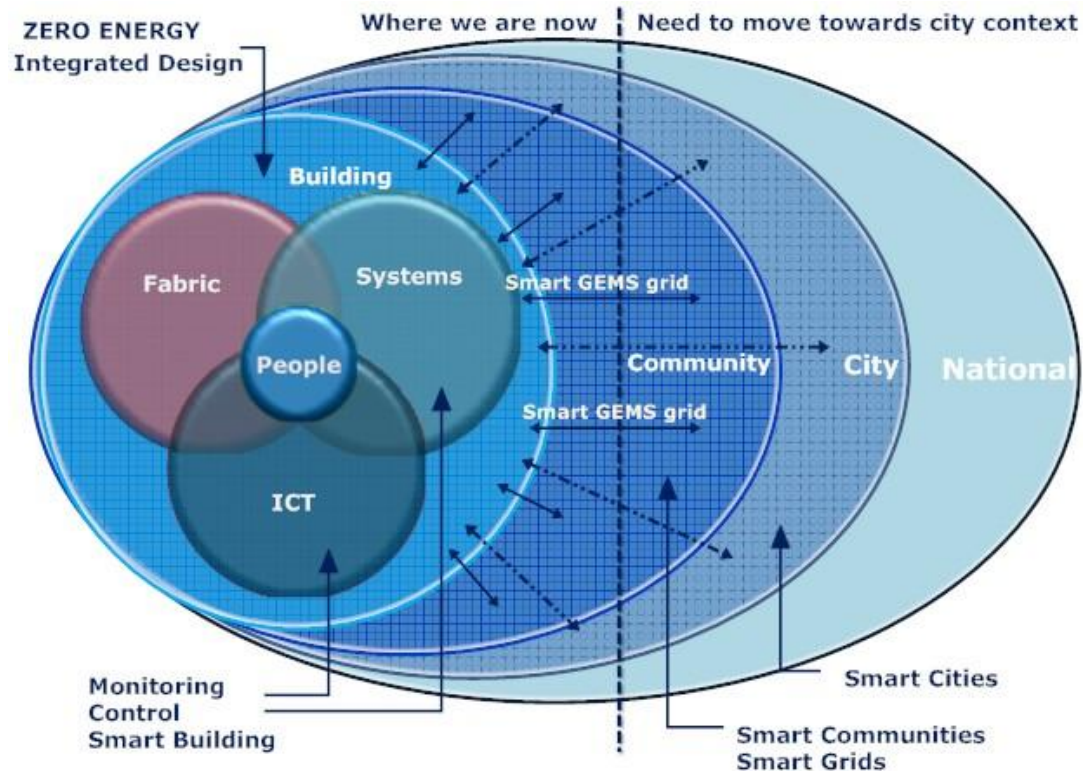 ZERO ENERGY
Integrated Design
Where we are now
Need to move towards city context
Building
Fabric
Systems
People
ICT
Smart GEMS grid
Community
City
National
Smart GEMS grid
Monitoring
Control
Smart Building
Smart Cities
Smart Communities
Smart Grids